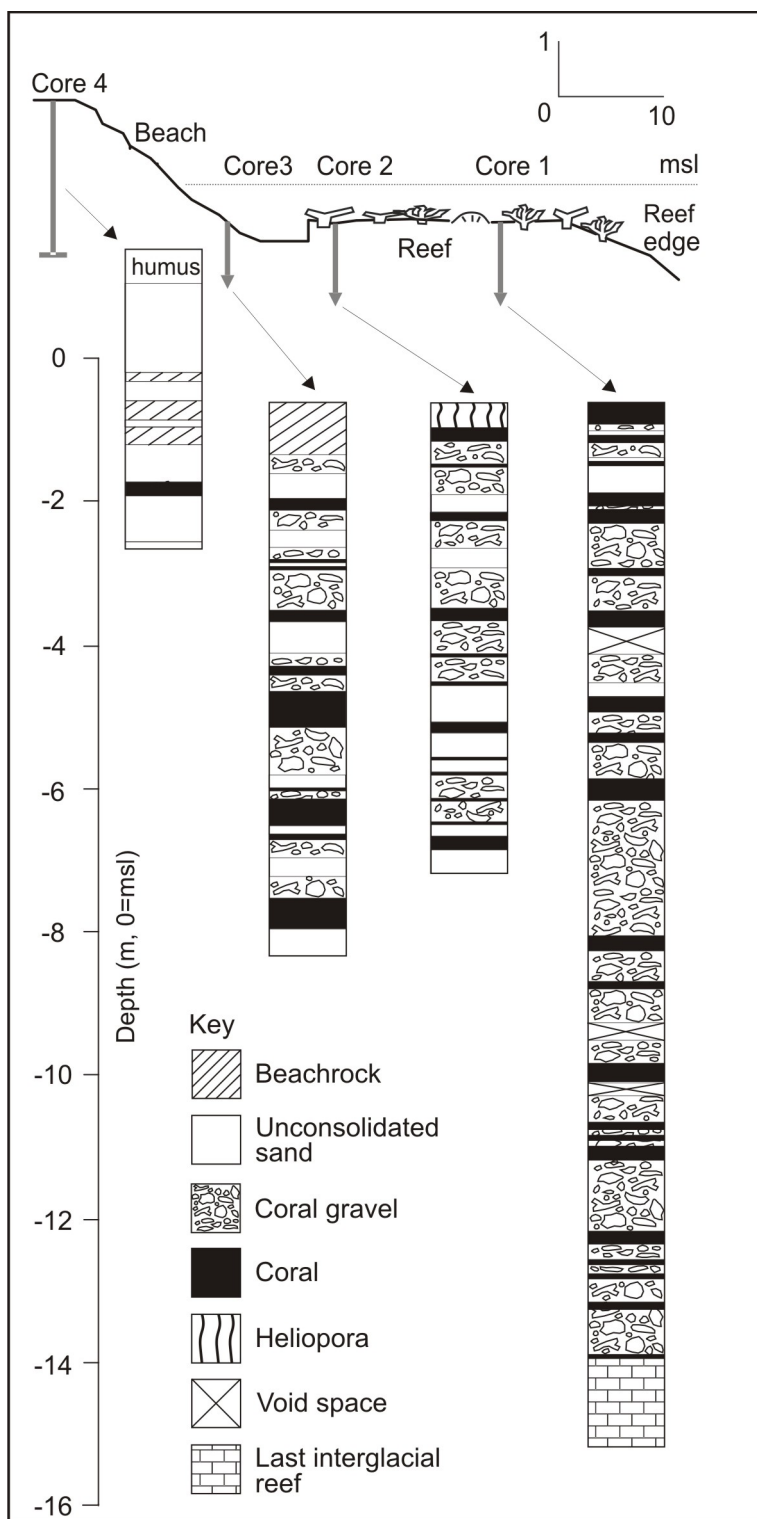 1
Core 4
Beach
0
10
Core3
Core 2
Core 1
msl
Reef
Reef
edge
humus
0
-2
-4
-6
-8
-10
-12
-14
-16
Depth (m, 0=msl)
Key
Beachrock
Unconsolidated
sand
Coral gravel
Coral
Heliopora
Void space
Last interglacial
reef